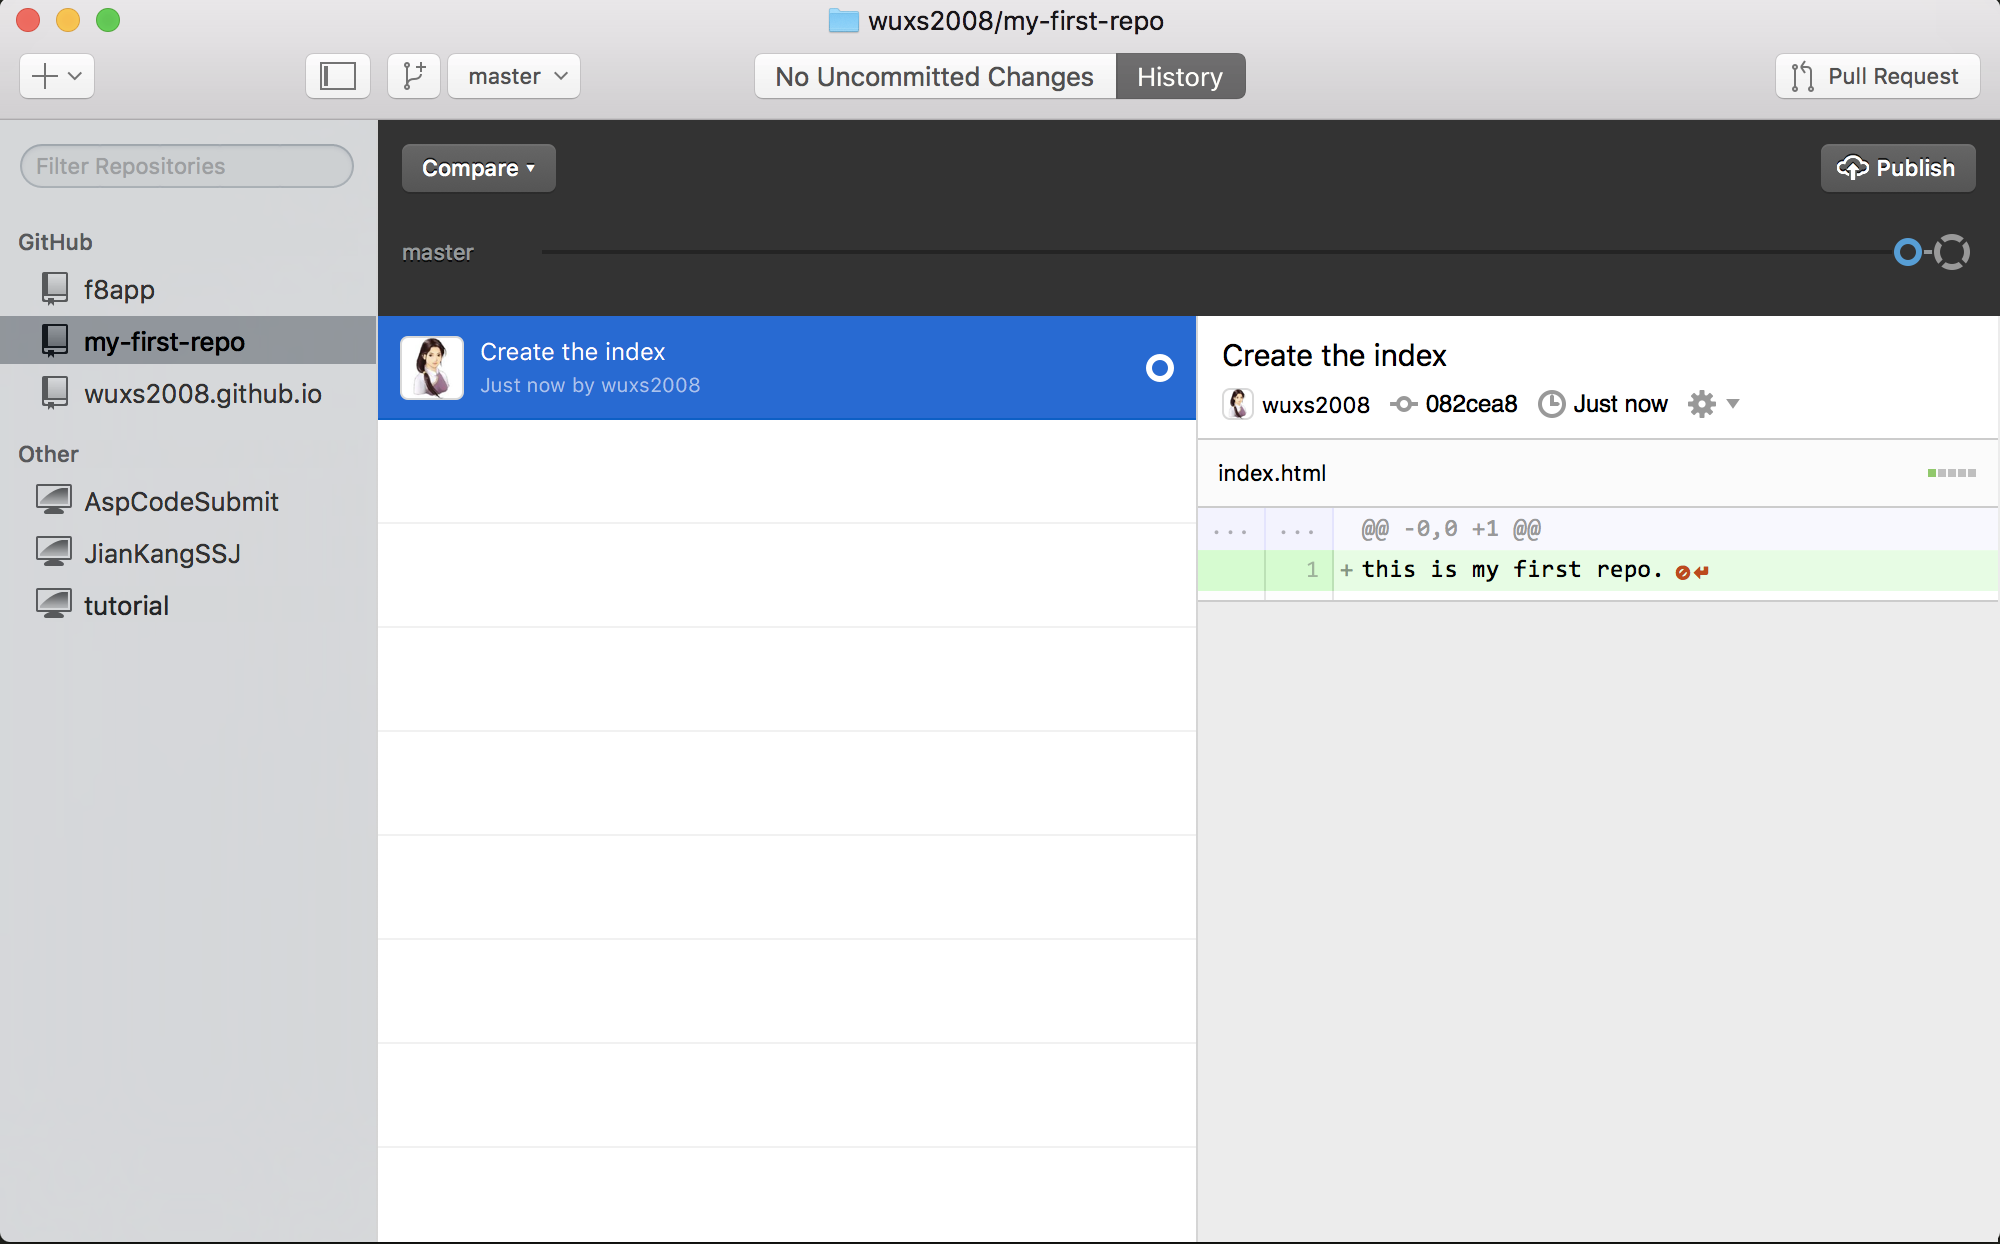 wuxs2008/my-first-repo
master
No Uncommitted Changes
History
Pull Request
Filter Repositories
GitHub
f8app
my-first-repo
wuxs2008.github.io
Other
AspCodeSubmit
JianKangSSJ
tutorial
Compare
Publish
master
Create the index
Just now by wuxs2008
Create the index
wuxs2008 082cea8 Just now
index.html
... ... @@ -0,0 +1 @@
1 +this is my first repo.